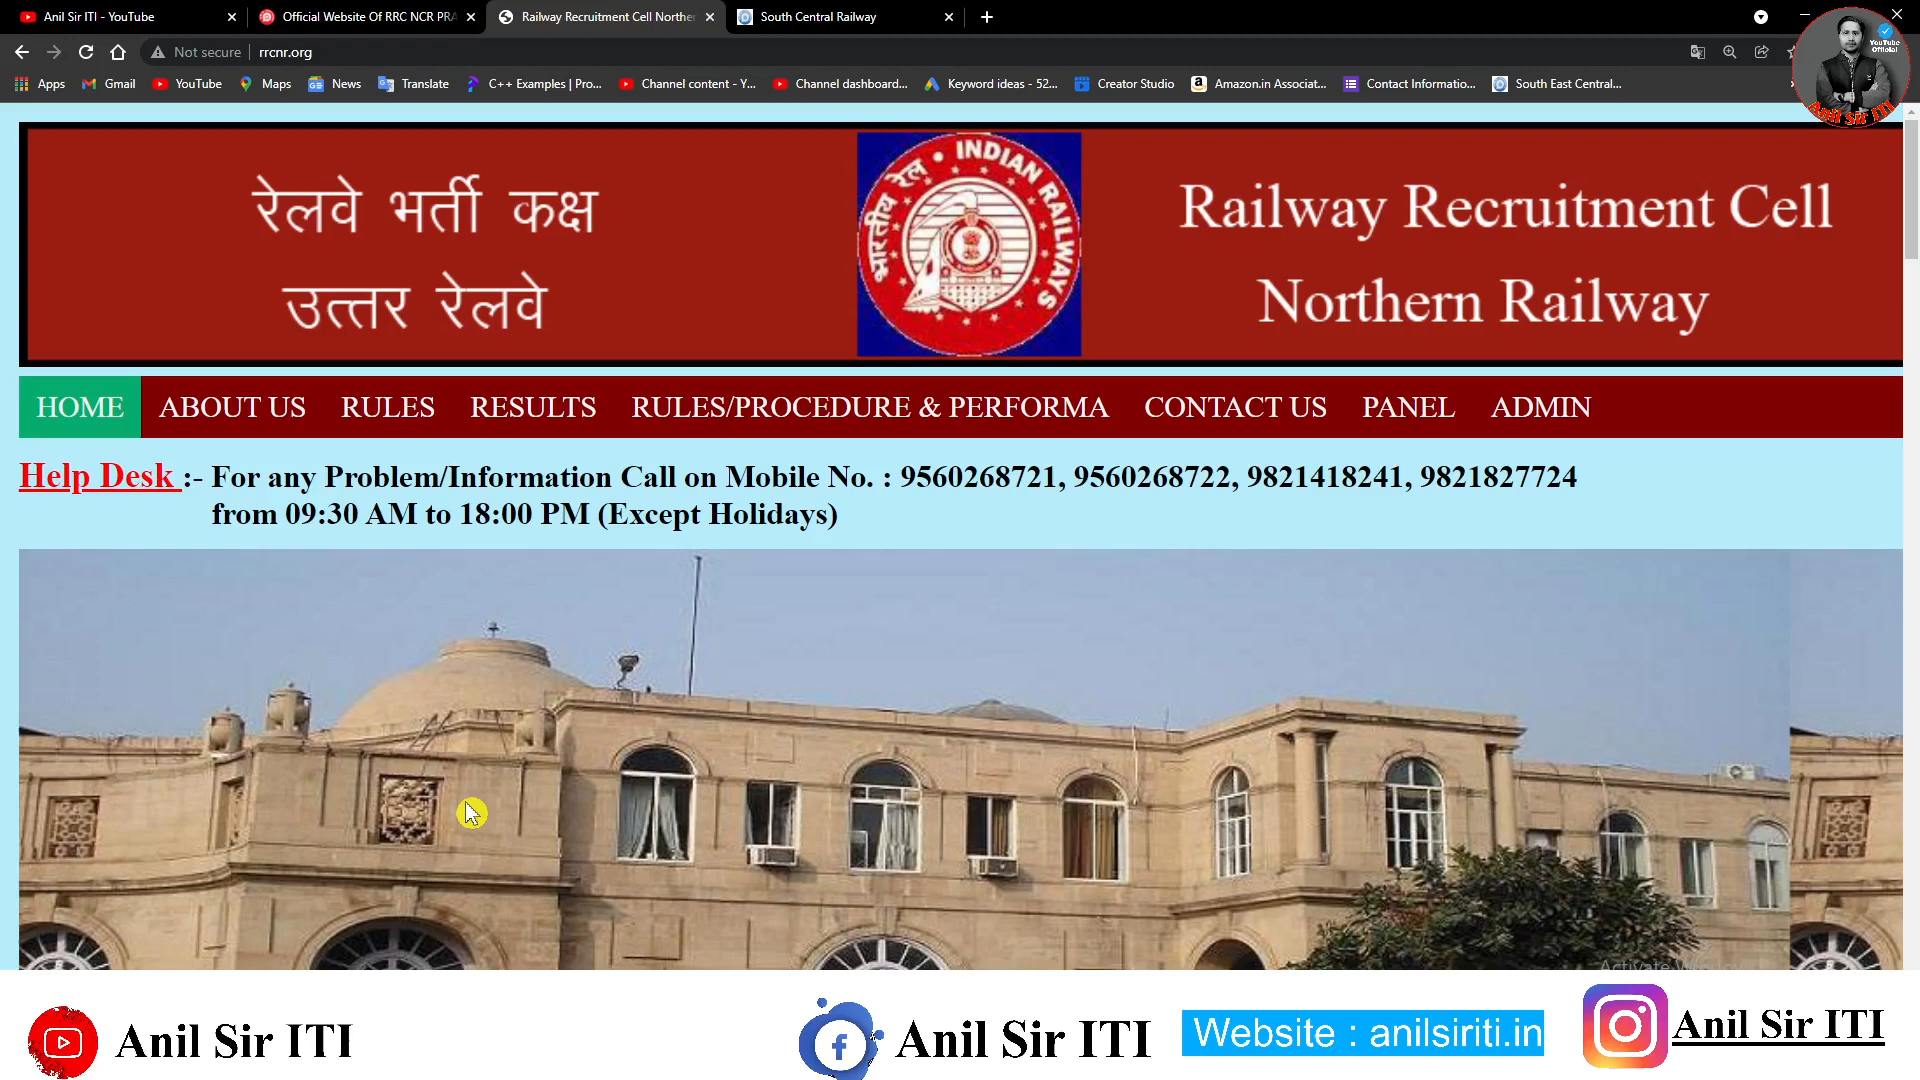 Anil Sir ITI - YouTube
Official Website Of RRC NCR PRA
Railway Recruitment Cell Norther
South Central Railway
Not secure
rrcnr.org
Apps
Gmail
YouTube
Maps
News
Translate
C++ Examples | Pro...
Channel content - Y...
Channel dashboard...
Keyword ideas - 52...
Creator Studio
Amazon.in Associat...
Contact Informatio...
South East Central...
YouTube
Official
Anil Sir ITI
रेलवे भर्ती कक्ष
उत्तर रेलवे
INDIAN RAILWAYS
भारतीय रेल
Railway Recruitment Cell
Northern Railway
HOME
ABOUT US
RULES
RESULTS
RULES/PROCEDURE & PERFORMA
CONTACT US
PANEL
ADMIN
Help Desk :- For any Problem/Information Call on Mobile No. : 9560268721, 9560268722, 9821418241, 9821827724
from 09:30 AM to 18:00 PM (Except Holidays)
Anil Sir ITI
Anil Sir ITI
Website : anilsiriti.in
Anil Sir ITI